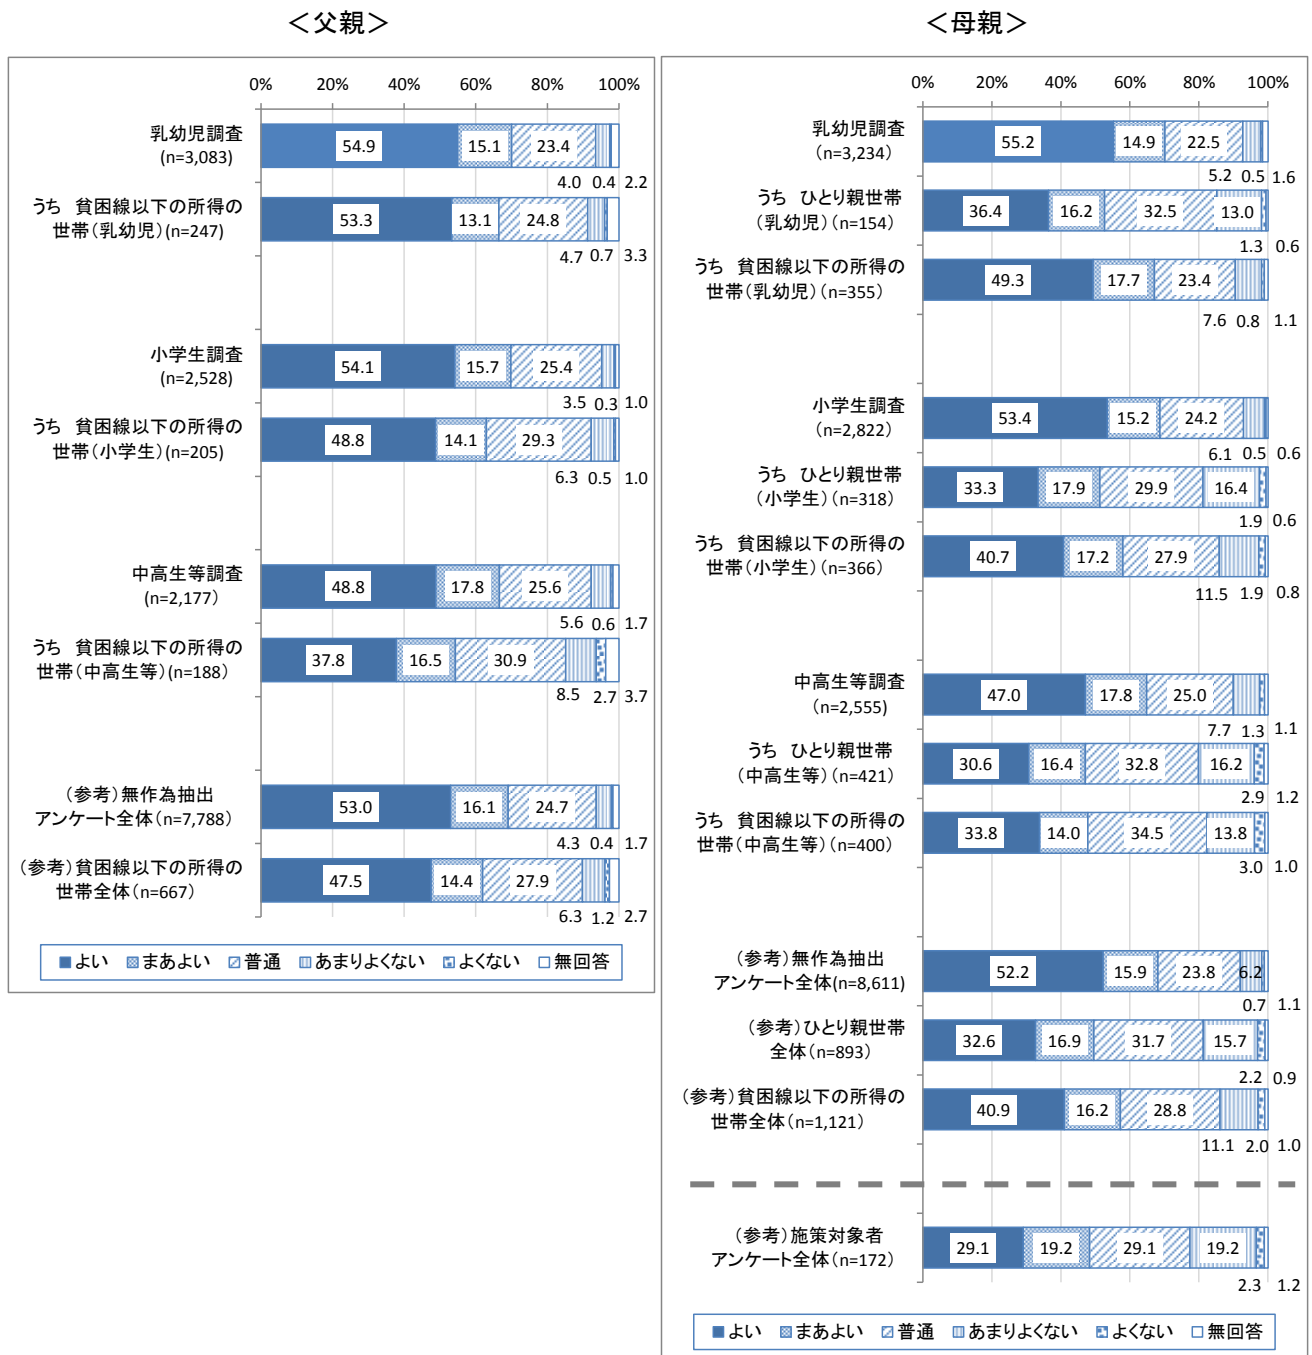 ＜父親＞
0% 20% 40% 60% 80% 100%
乳幼児調査
(n=3,083)
54.9 15.1 23.4
4.0 0.4 2.2
うち 貧困線以下の所得の
世帯(乳幼児)(n=247)
53.3 13.1 24.8
4.7 0.7 3.3
小学生調査
(n=2,528)
54.1 15.7 25.4
3.5 0.3 1.0
うち 貧困線以下の所得の
世帯(小学生)(n=205)
48.8 14.1 29.3
6.3 0.5 1.0
中高生等調査
(n=2,177)
48.8 17.8 25.6
5.6 0.6 1.7
うち 貧困線以下の所得の
世帯(中高生等)(n=188)
37.8 16.5 30.9
8.5 2.7 3.7
(参考)無作為抽出
アンケート全体(n=7,788)
53.0 16.1 24.7
4.3 0.4 1.7
(参考)貧困線以下の所得の
世帯全体(n=667)
47.5 14.4 27.9
6.3 1.2 2.7
よい まあよい 普通 あまりよくない よくない 無回答
＜母親＞
0% 20% 40% 60% 80% 100%
乳幼児調査
(n=3,234)
55.2 14.9 22.5
5.2 0.5 1.6
うち ひとり親世帯
(乳幼児)(n=154)
36.4 16.2 32.5 13.0
1.3 0.6
うち 貧困線以下の所得の
世帯(乳幼児)(n=355)
49.3 17.7 23.4
7.6 0.8 1.1
小学生調査
(n=2,822)
53.4 15.2 24.2
6.1 0.5 0.6
うち ひとり親世帯
(小学生)(n=318)
33.3 17.9 29.9 16.4
1.9 0.6
うち 貧困線以下の所得の
世帯(小学生)(n=366)
40.7 17.2 27.9
11.5 1.9 0.8
中高生等調査
(n=2,555)
47.0 17.8 25.0
7.7 1.3 1.1
うち ひとり親世帯
(中高生等)(n=421)
30.6 16.4 32.8 16.2
2.9 1.2
うち 貧困線以下の所得の
世帯(中高生等)(n=400)
33.8 14.0 34.5 13.8
3.0 1.0
(参考)無作為抽出
アンケート全体(n=8,611)
52.2 15.9 23.8 6.2
0.7 1.1
(参考)ひとり親世帯
全体(n=893)
32.6 16.9 31.7 15.7
2.2 0.9
(参考)貧困線以下の所得の
世帯全体(n=1,121)
40.9 16.2 28.8
11.1 2.0 1.0
(参考)施策対象者
アンケート全体(n=172)
29.1 19.2 29.1 19.2
2.3 1.2
よい まあよい 普通 あまりよくない よくない 無回答